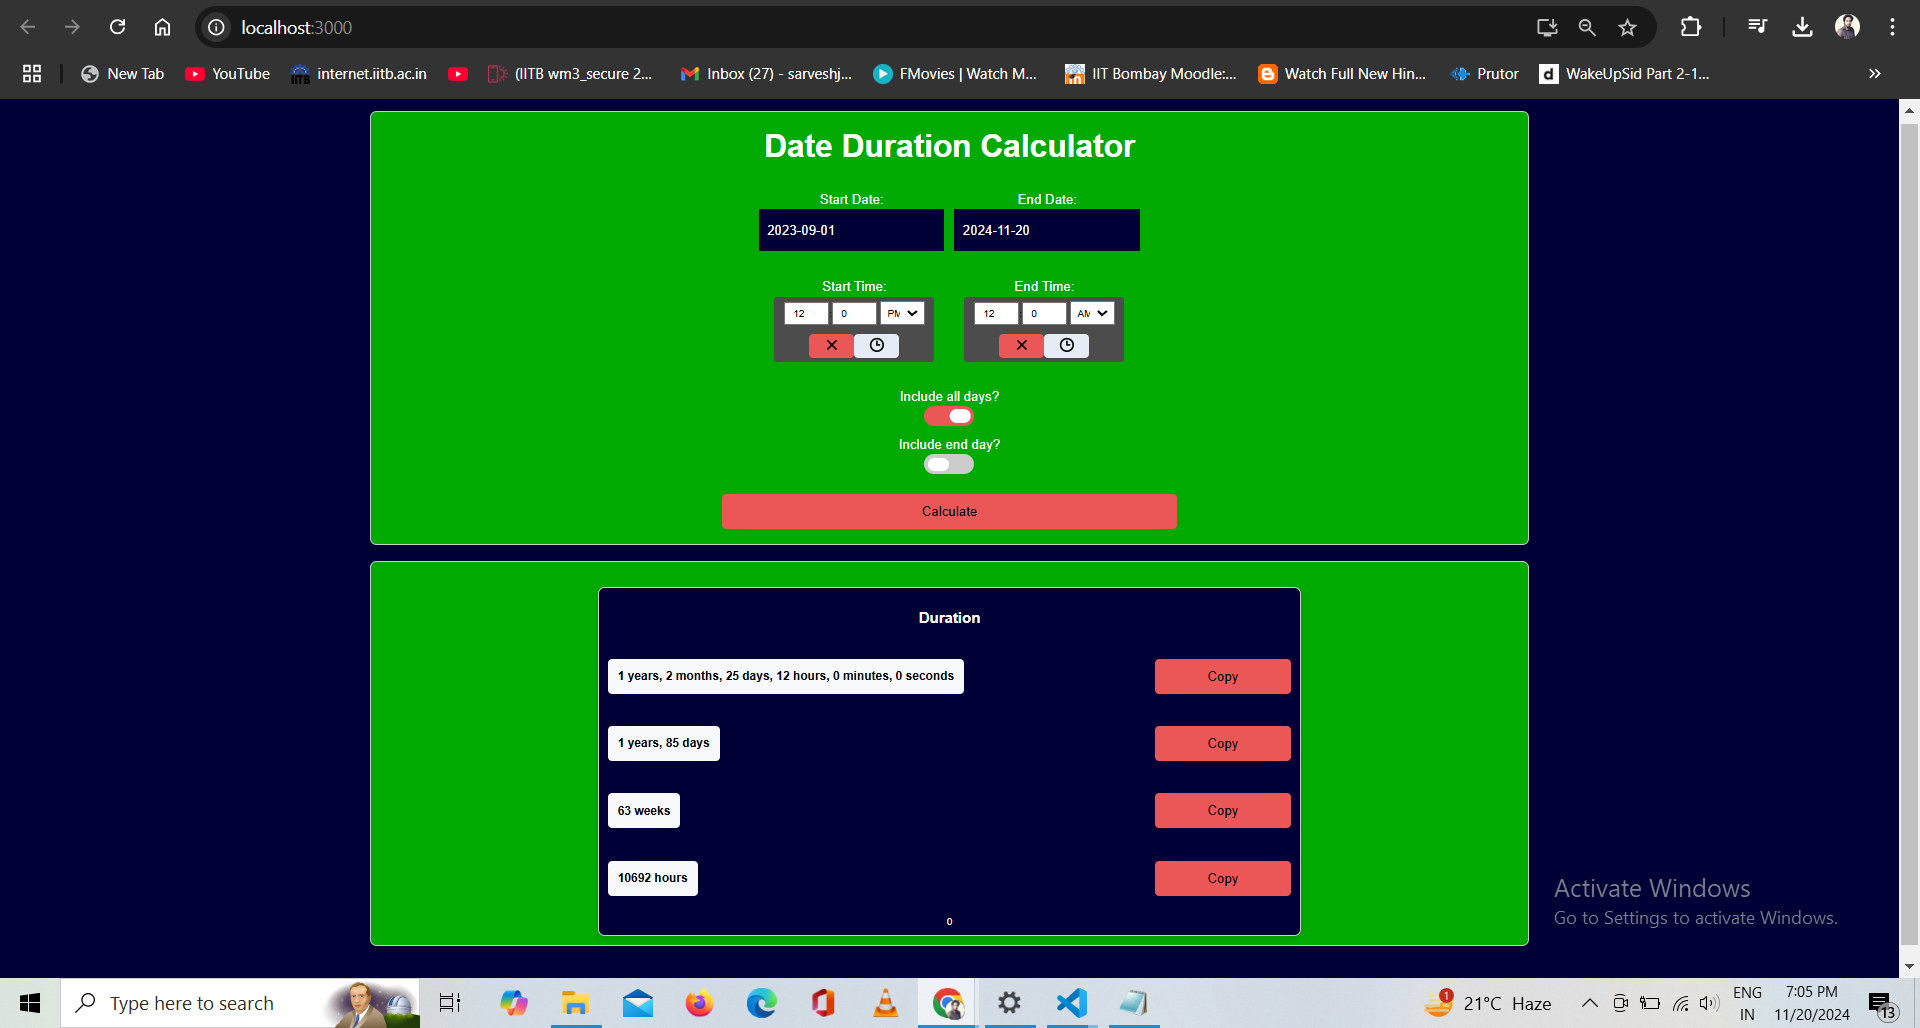 localhost:3000
New Tab YouTube internet.iitb.ac.in (IITB wm3_secure 2... Inbox (27) - sarveshj... FMovies | Watch M... IIT Bombay Moodle:... Watch Full New Hin... Prutor d WakeUpSid Part 2-1...
Date Duration Calculator
Start Date: End Date:
2023-09-01 2024-11-20
Start Time: End Time:
12 : 0 PM 12 : 0 AM
Include all days?
Include end day?
Calculate
Duration
1 years, 2 months, 25 days, 12 hours, 0 minutes, 0 seconds Copy
1 years, 85 days Copy
63 weeks Copy
10692 hours Copy
0
Activate Windows
Go to Settings to activate Windows.
Type here to search 1 21°C Haze ENG 7:05 PM
IN 11/20/2024 13